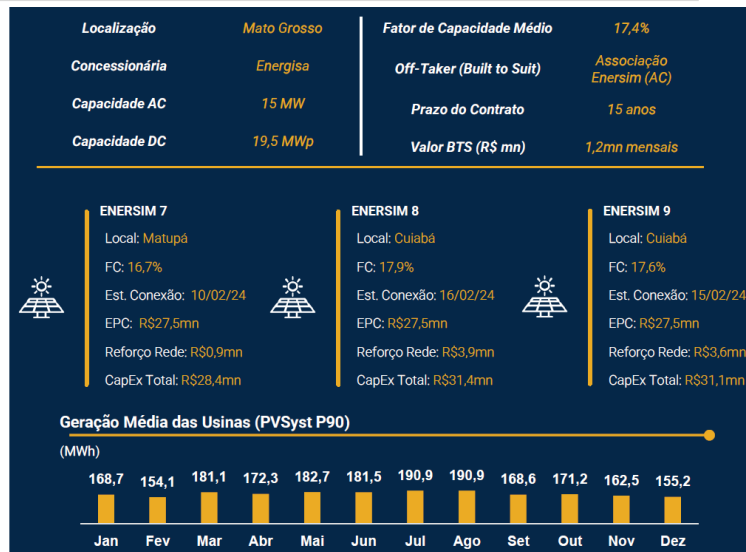 Localização Mato Grosso Fator de Capacidade Médio 17,4%
Concessionária Energisa Off-Taker (Built to Suit) Associação
Enersim (AC)
Capacidade AC 15 MW Prazo do Contrato 15 anos
Capacidade DC 19,5 MWp Valor BTS (R$ mn) 1,2mn mensais
ENERSIM 7
Local: Matupá
FC: 16,7%
Est. Conexão: 10/02/24
EPC: R$27,5mn
Reforço Rede: R$0,9mn
CapEx Total: R$28,4mn
ENERSIM 8
Local: Cuiabá
FC: 17,9%
Est. Conexão: 16/02/24
EPC: R$27,5mn
Reforço Rede: R$3,9mn
CapEx Total: R$31,4mn
ENERSIM 9
Local: Cuiabá
FC: 17,6%
Est. Conexão: 15/02/24
EPC: R$27,5mn
Reforço Rede: R$3,6mn
CapEx Total: R$31,1mn
Geração Média das Usinas (PVSyst P90)
(MWh)
168,7 154,1 181,1 172,3 182,7 181,5 190,9 190,9 168,6 171,2 162,5 155,2
Jan Fev Mar Abr Mai Jun Jul Ago Set Out Nov Dez